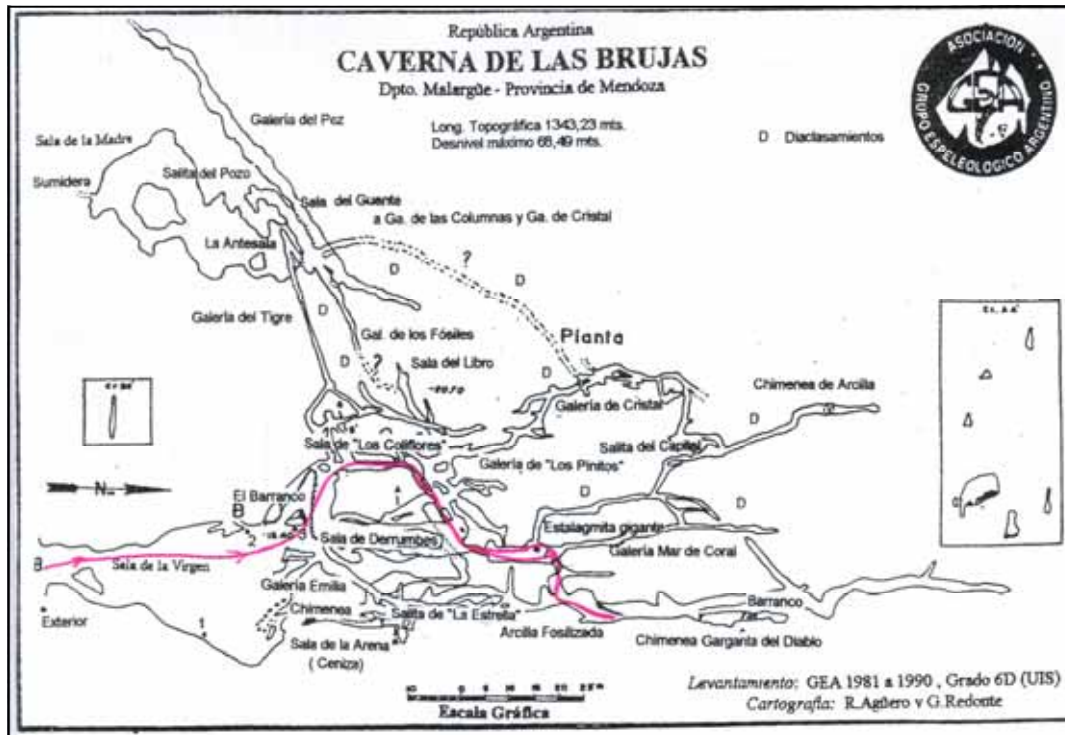 República Argentina
CAVERNA DE LAS BRUJAS
Dpto. Malargüe - Provincia de Mendoza
Long. Topográfica 1343,23 mts.
Desnivel máximo 68,49 mts.
D Diaclasamientos
ASOCIACION
GEA
GRUPO ESPELEOLOGICO ARGENTINO
Galería del Pez
Sala de la Madre
Salita del Pozo
Sumidero
Sala del Guanta
a Ga. de las Columnas y Ga. de Cristal
La Antesala
D
?
D
Galería del Tigre
D
Gal. de los Fósiles
Planta
D
?
Sala del Libro
D
Chimenea de Arcilla
Galería de Cristal
D
Sala de "Los Coliflores"
Salita del Capitel
Galería de "Los Pinitos"
N
El Barranco
D
D
B
Estalagmita gigante
Sala de Derrumbes
Galería Mar de Coral
Sala de la Virgen
Galería Emilia
Exterior
1
Chimenea
Salita de "La Estrella"
Barranco
Sala de la Arena
(Ceniza)
Arcilla Fosilizada
Chimenea Garganta del Diablo
Escala Gráfica
Levantamiento: GEA 1981 a 1990 , Grado 6D (UIS)
Cartografia: R.Agüero y G.Redonte